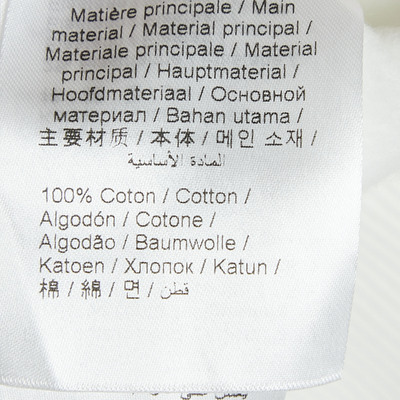 Matière principale / Main
material / Material principal /
Materiale principale / Material
principal / Hauptmaterial /
Hoofdmateriaal / Основной
материал / Bahan utama /
主要材质 / 本体 / 메인 소재 /
المادة الأساسية
100% Coton / Cotton /
Algodón / Cotone /
Algodão / Baumwolle /
Katoen / Хлопок / Katun /
棉 / 綿 / 면 / قطن